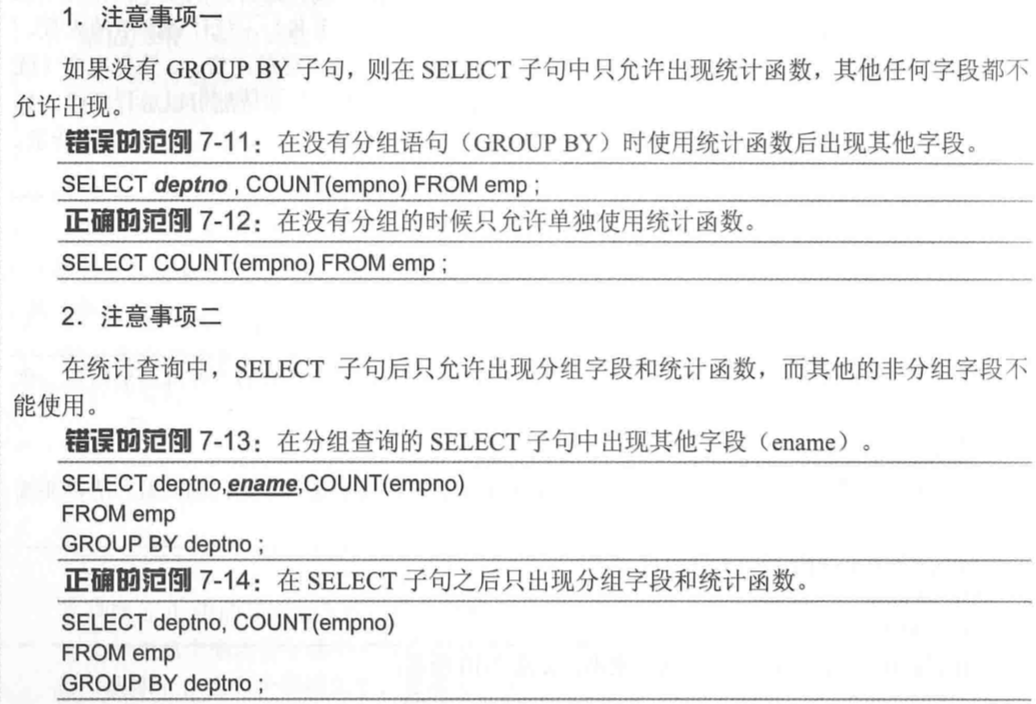 1. 注意事项一
如果没有 GROUP BY 子句，则在 SELECT 子句中只允许出现统计函数，其他任何字段都不
允许出现。
错误的范例 7-11：在没有分组语句（GROUP BY）时使用统计函数后出现其他字段。
SELECT deptno , COUNT(empno) FROM emp ;
正确的范例 7-12：在没有分组的时候只允许单独使用统计函数。
SELECT COUNT(empno) FROM emp ;
2. 注意事项二
在统计查询中，SELECT 子句后只允许出现分组字段和统计函数，而其他的非分组字段不
能使用。
错误的范例 7-13：在分组查询的 SELECT 子句中出现其他字段（ename）。
SELECT deptno,ename,COUNT(empno)
FROM emp
GROUP BY deptno ;
正确的范例 7-14：在 SELECT 子句之后只出现分组字段和统计函数。
SELECT deptno, COUNT(empno)
FROM emp
GROUP BY deptno ;